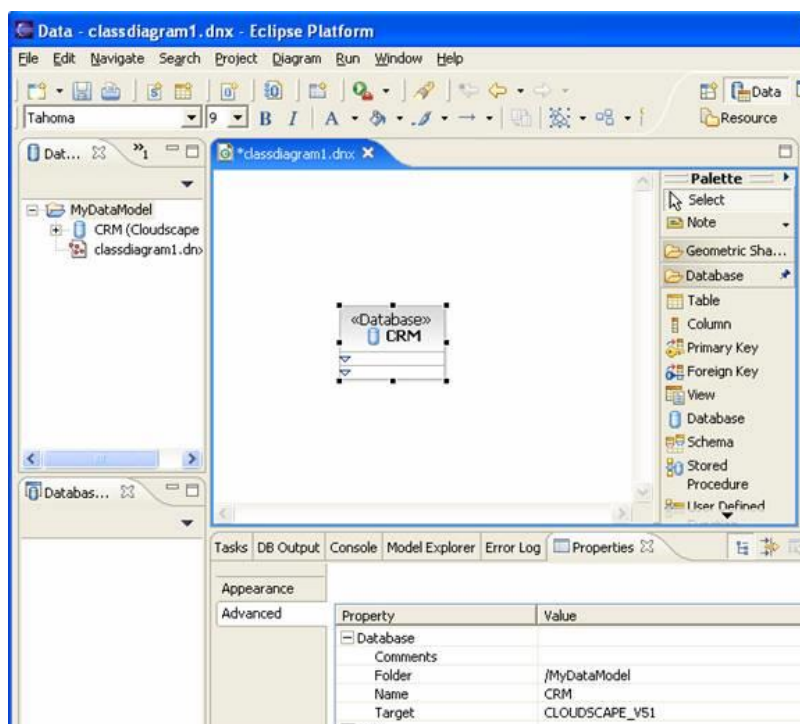 Data - classdiagram1.dnx - Eclipse Platform
File Edit Navigate Search Project Diagram Run Window Help
Data
Tahoma 9 B I A Resource
Dat... »1
*classdiagram1.dnx
Palette
Select
Note
Geometric Sha...
Database
Table
Column
Primary Key
Foreign Key
View
Database
Schema
Stored
Procedure
User Defined
MyDataModel
CRM (Cloudscape
classdiagram1.dnx
«Database»
CRM
Databas...
Tasks DB Output Console Model Explorer Error Log Properties
Appearance
Advanced
Property Value
Database
Comments
Folder /MyDataModel
Name CRM
Target CLOUDSCAPE_V51